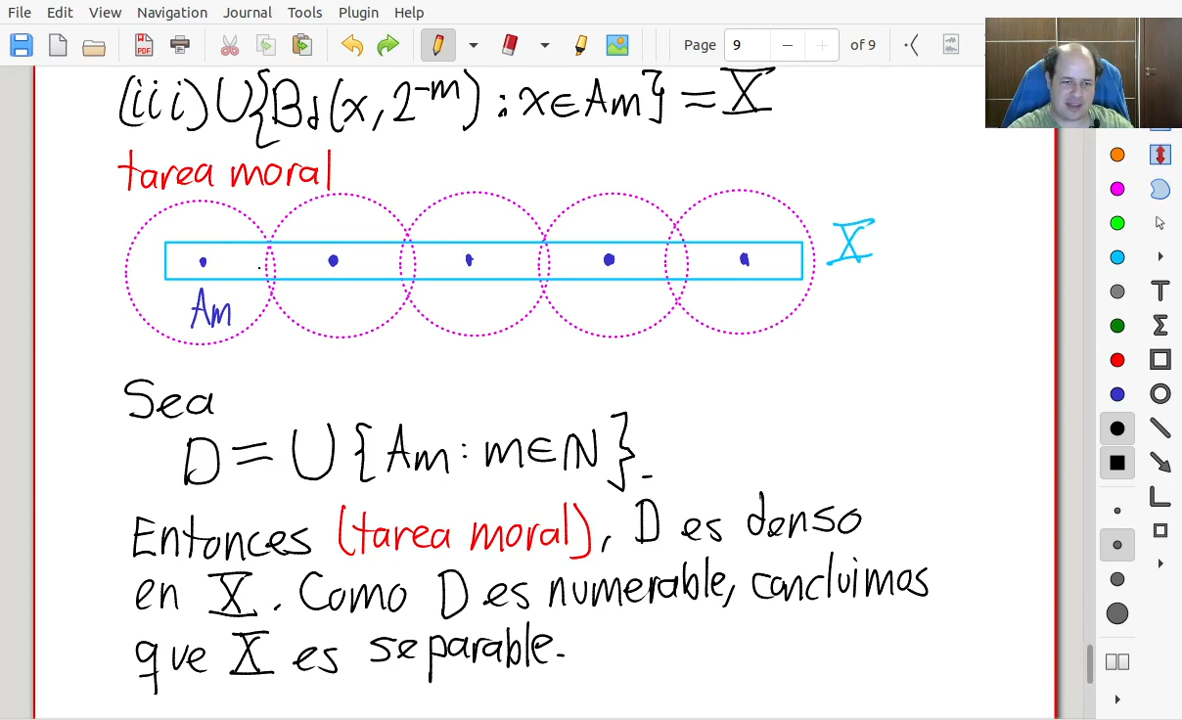 File Edit View Navigation Journal Tools Plugin Help
Page 9 of 9
(iii) ∪{Bd(x, 2^-m) : x∈Am} = X
tarea moral
X
Am
Sea
D = ∪ {Am : m∈N}.
Entonces (tarea moral), D es denso
en X. Como D es numerable, concluimos
que X es separable.